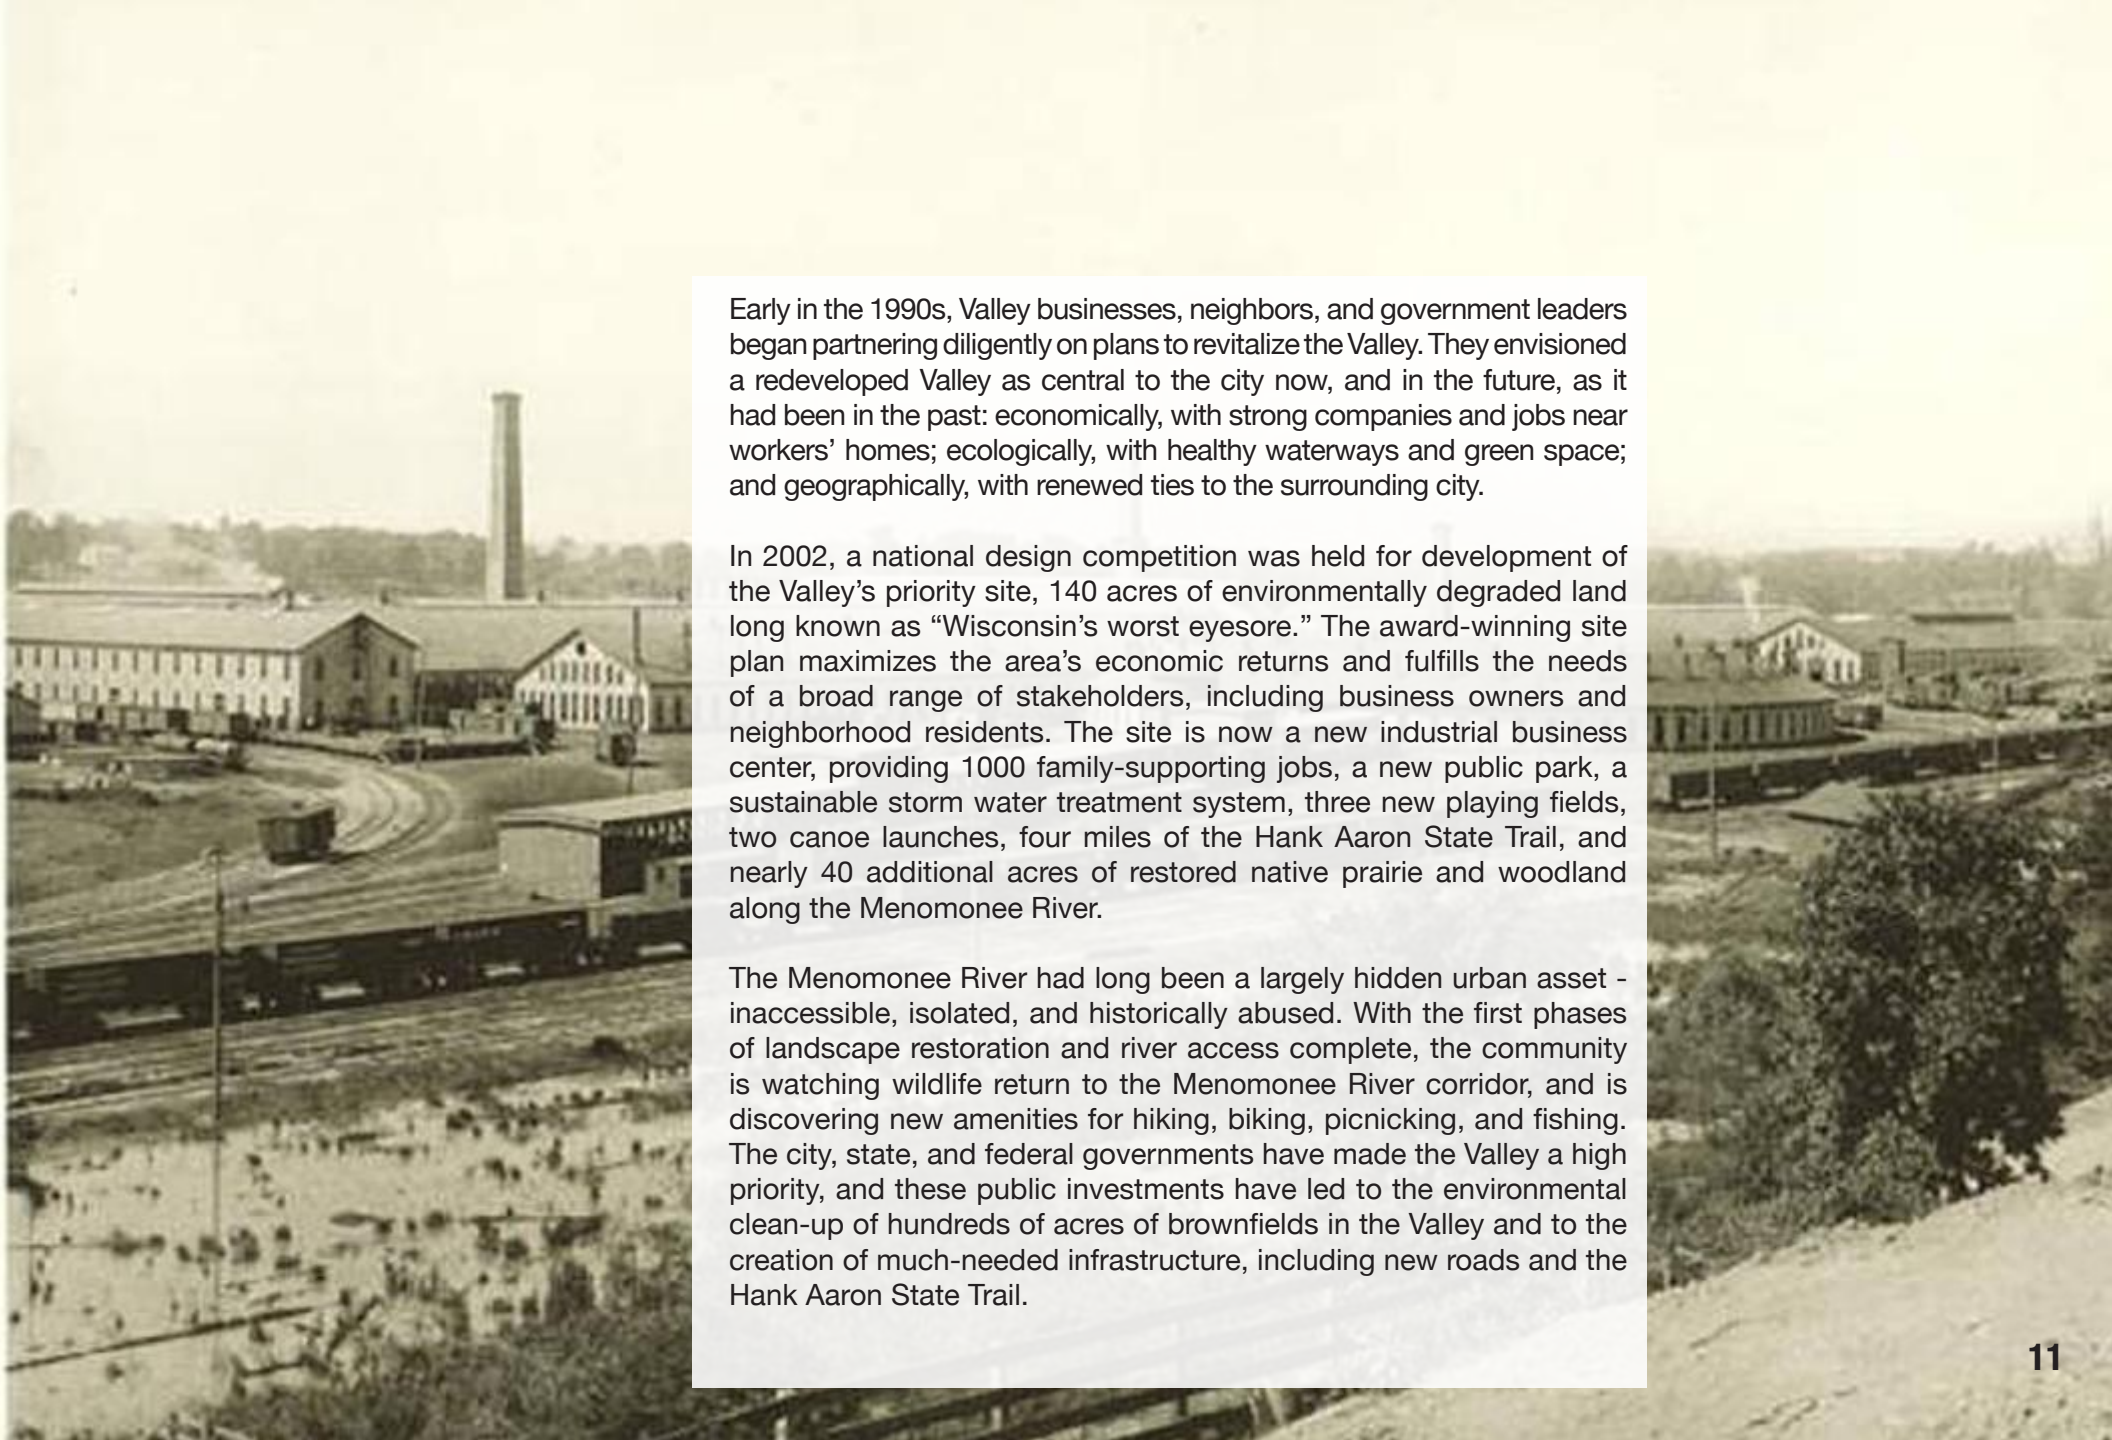 Early in the 1990s, Valley businesses, neighbors, and government leaders
began partnering diligently on plans to revitalize the Valley. They envisioned
a redeveloped Valley as central to the city now, and in the future, as it
had been in the past: economically, with strong companies and jobs near
workers’ homes; ecologically, with healthy waterways and green space;
and geographically, with renewed ties to the surrounding city.
In 2002, a national design competition was held for development of
the Valley’s priority site, 140 acres of environmentally degraded land
long known as “Wisconsin’s worst eyesore.” The award-winning site
plan maximizes the area’s economic returns and fulfills the needs
of a broad range of stakeholders, including business owners and
neighborhood residents. The site is now a new industrial business
center, providing 1000 family-supporting jobs, a new public park, a
sustainable storm water treatment system, three new playing fields,
two canoe launches, four miles of the Hank Aaron State Trail, and
nearly 40 additional acres of restored native prairie and woodland
along the Menomonee River.
The Menomonee River had long been a largely hidden urban asset -
inaccessible, isolated, and historically abused. With the first phases
of landscape restoration and river access complete, the community
is watching wildlife return to the Menomonee River corridor, and is
discovering new amenities for hiking, biking, picnicking, and fishing.
The city, state, and federal governments have made the Valley a high
priority, and these public investments have led to the environmental
clean-up of hundreds of acres of brownfields in the Valley and to the
creation of much-needed infrastructure, including new roads and the
Hank Aaron State Trail.
11